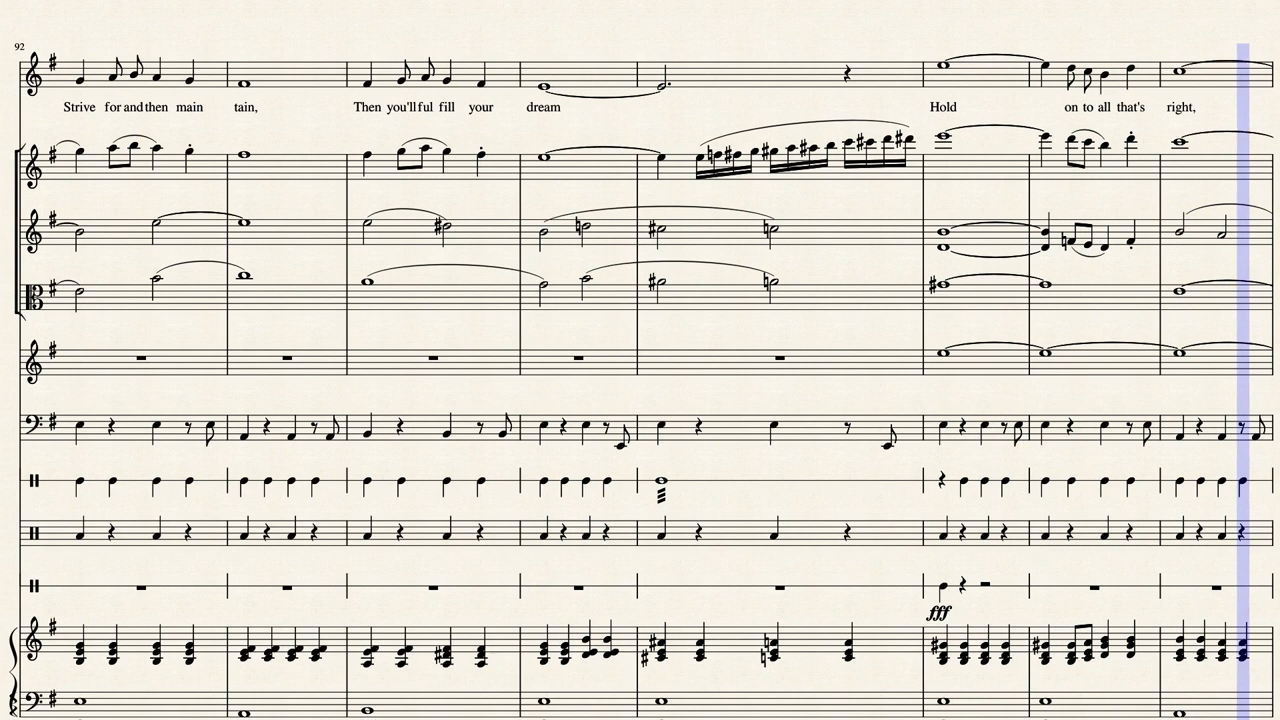 92
Strive for and then main tain, Then you'll ful fill your dream Hold on to all that's right,
fff